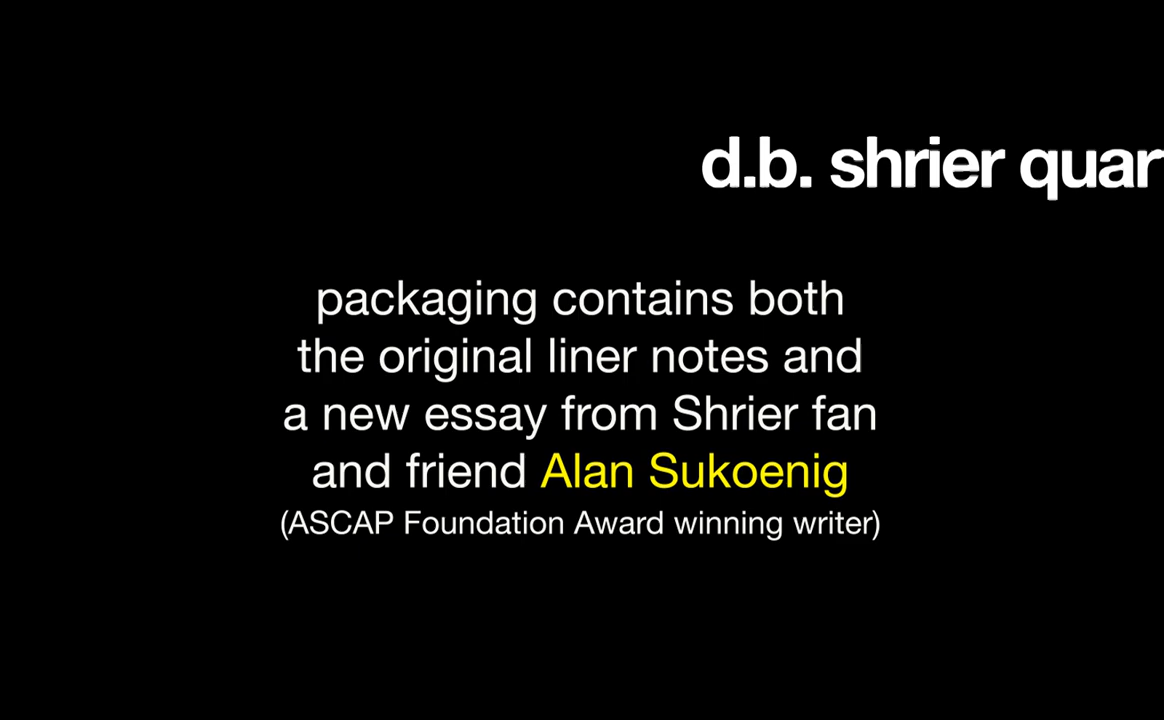 d.b. shrier quar
packaging contains both
the original liner notes and
a new essay from Shrier fan
and friend Alan Sukoenig
(ASCAP Foundation Award winning writer)